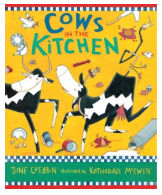 COWS
IN THE
KITCHEN
JUNE CREBBIN illustrated by KATHARINE McEWEN